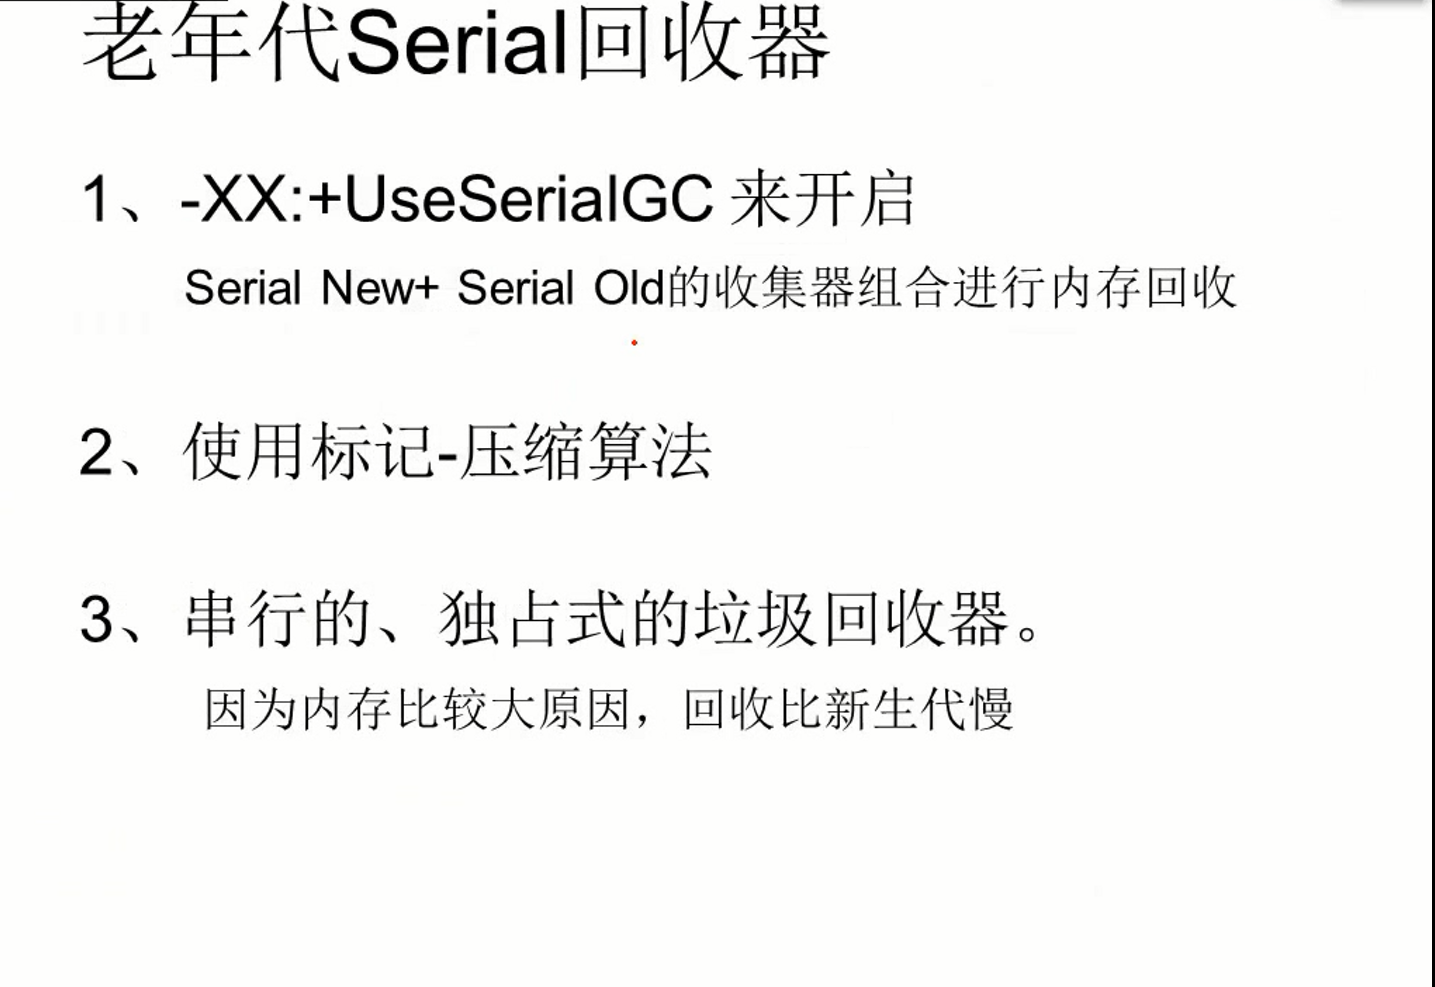 老年代Serial回收器
1、-XX:+UseSerialGC 来开启
Serial New+ Serial Old的收集器组合进行内存回收
2、使用标记-压缩算法
3、串行的、独占式的垃圾回收器。
因为内存比较大原因，回收比新生代慢